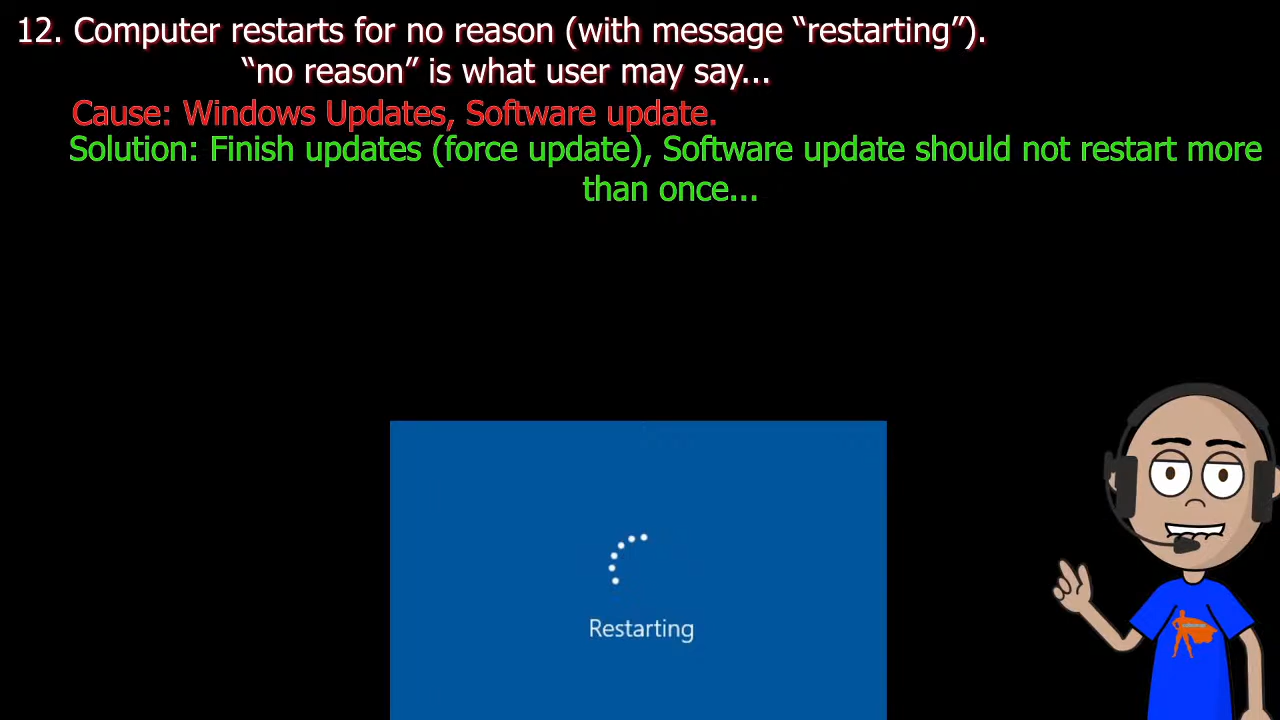 12. Computer restarts for no reason (with message “restarting”).
“no reason” is what user may say...
Cause: Windows Updates, Software update.
Solution: Finish updates (force update), Software update should not restart more
than once...
Restarting